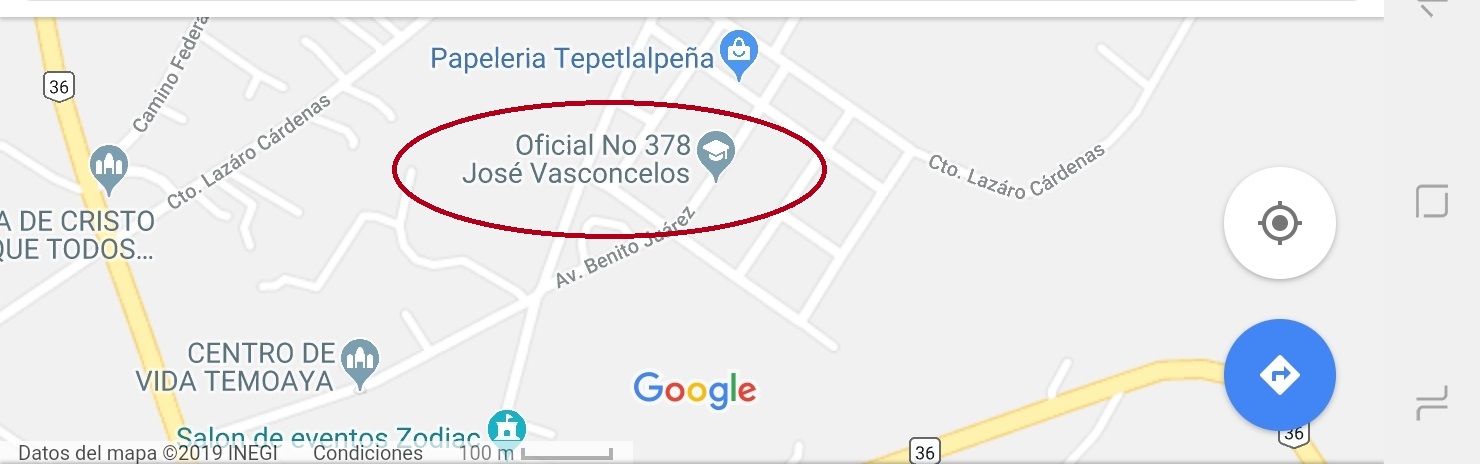 36
Camino Federa
Papeleria Tepetlalpeña
Cto. Lazáro Cárdenas
Oficial No 378
José Vasconcelos
Cto. Lazáro Cárdenas
A DE CRISTO
QUE TODOS...
Av. Benito Juárez
CENTRO DE
VIDA TEMOAYA
Google
Salon de eventos Zodiac
36
36
Datos del mapa ©2019 INEGI Condiciones 100 m